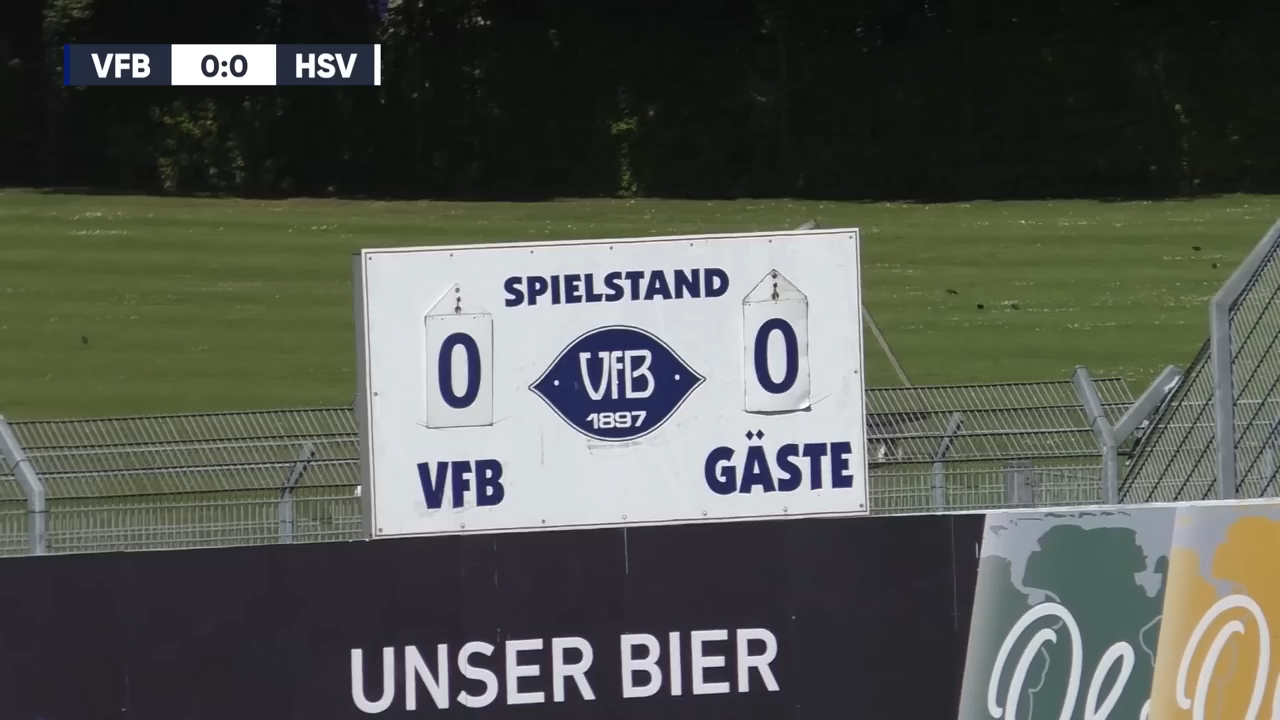 VFB 0:0 HSV
SPIELSTAND
0 0
VfB
1897
VFB GÄSTE
UNSER BIER